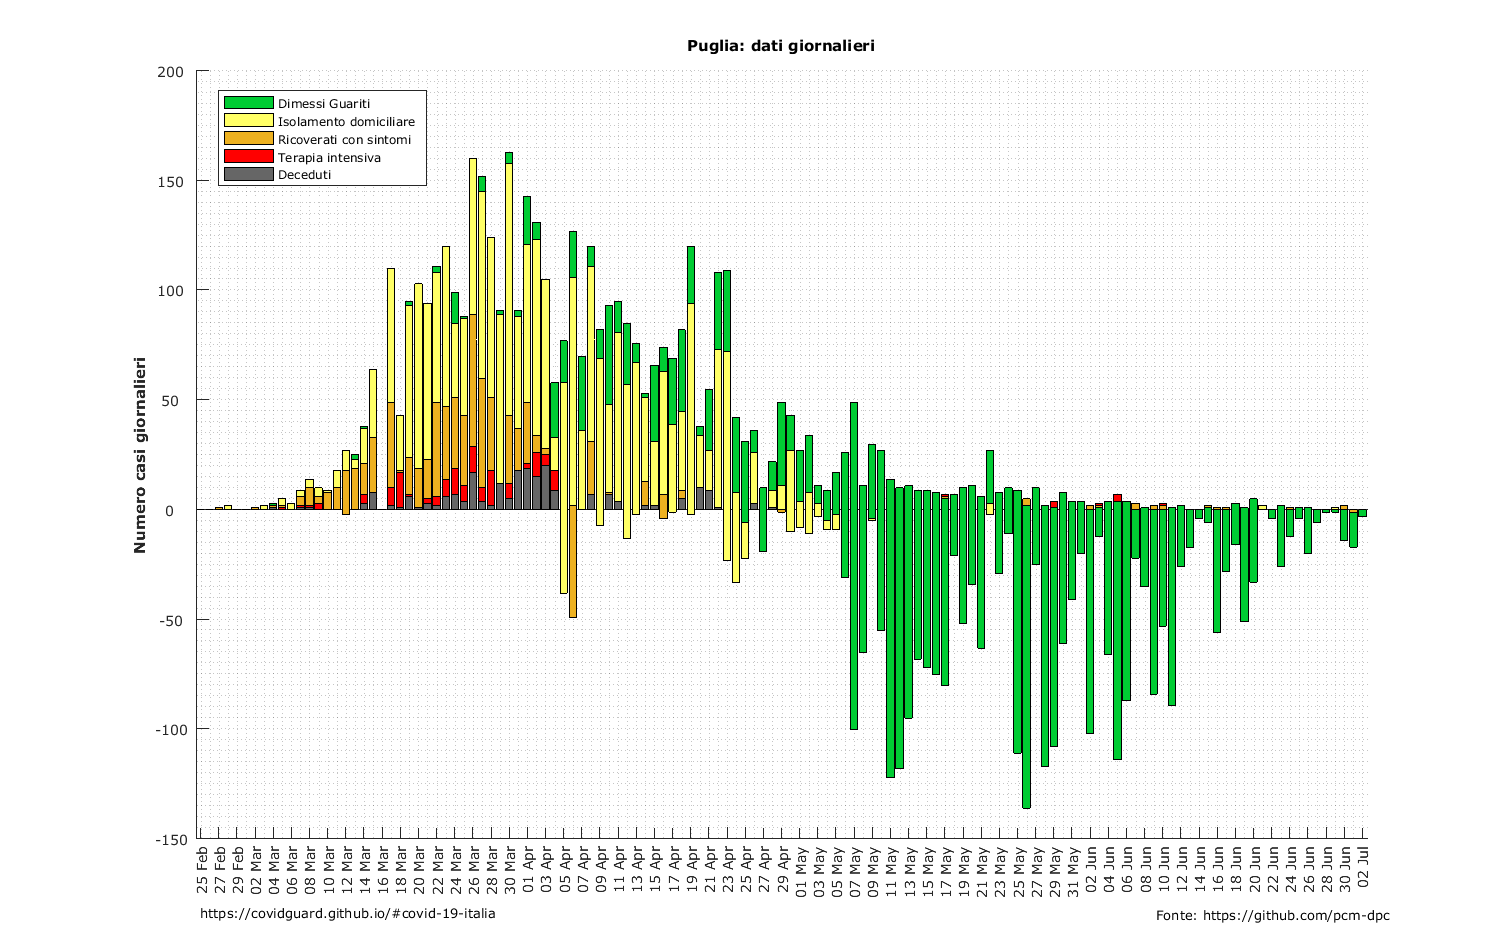 Puglia: dati giornalieri
200
150
100
50
0
-50
-100
-150
Numero casi giornalieri
Dimessi Guariti
Isolamento domiciliare
Ricoverati con sintomi
Terapia intensiva
Deceduti
25 Feb
27 Feb
29 Feb
02 Mar
04 Mar
06 Mar
08 Mar
10 Mar
12 Mar
14 Mar
16 Mar
18 Mar
20 Mar
22 Mar
24 Mar
26 Mar
28 Mar
30 Mar
01 Apr
03 Apr
05 Apr
07 Apr
09 Apr
11 Apr
13 Apr
15 Apr
17 Apr
19 Apr
21 Apr
23 Apr
25 Apr
27 Apr
29 Apr
01 May
03 May
05 May
07 May
09 May
11 May
13 May
15 May
17 May
19 May
21 May
23 May
25 May
27 May
29 May
31 May
02 Jun
04 Jun
06 Jun
08 Jun
10 Jun
12 Jun
14 Jun
16 Jun
18 Jun
20 Jun
22 Jun
24 Jun
26 Jun
28 Jun
30 Jun
02 Jul
https://covidguard.github.io/#covid-19-italia
Fonte: https://github.com/pcm-dpc